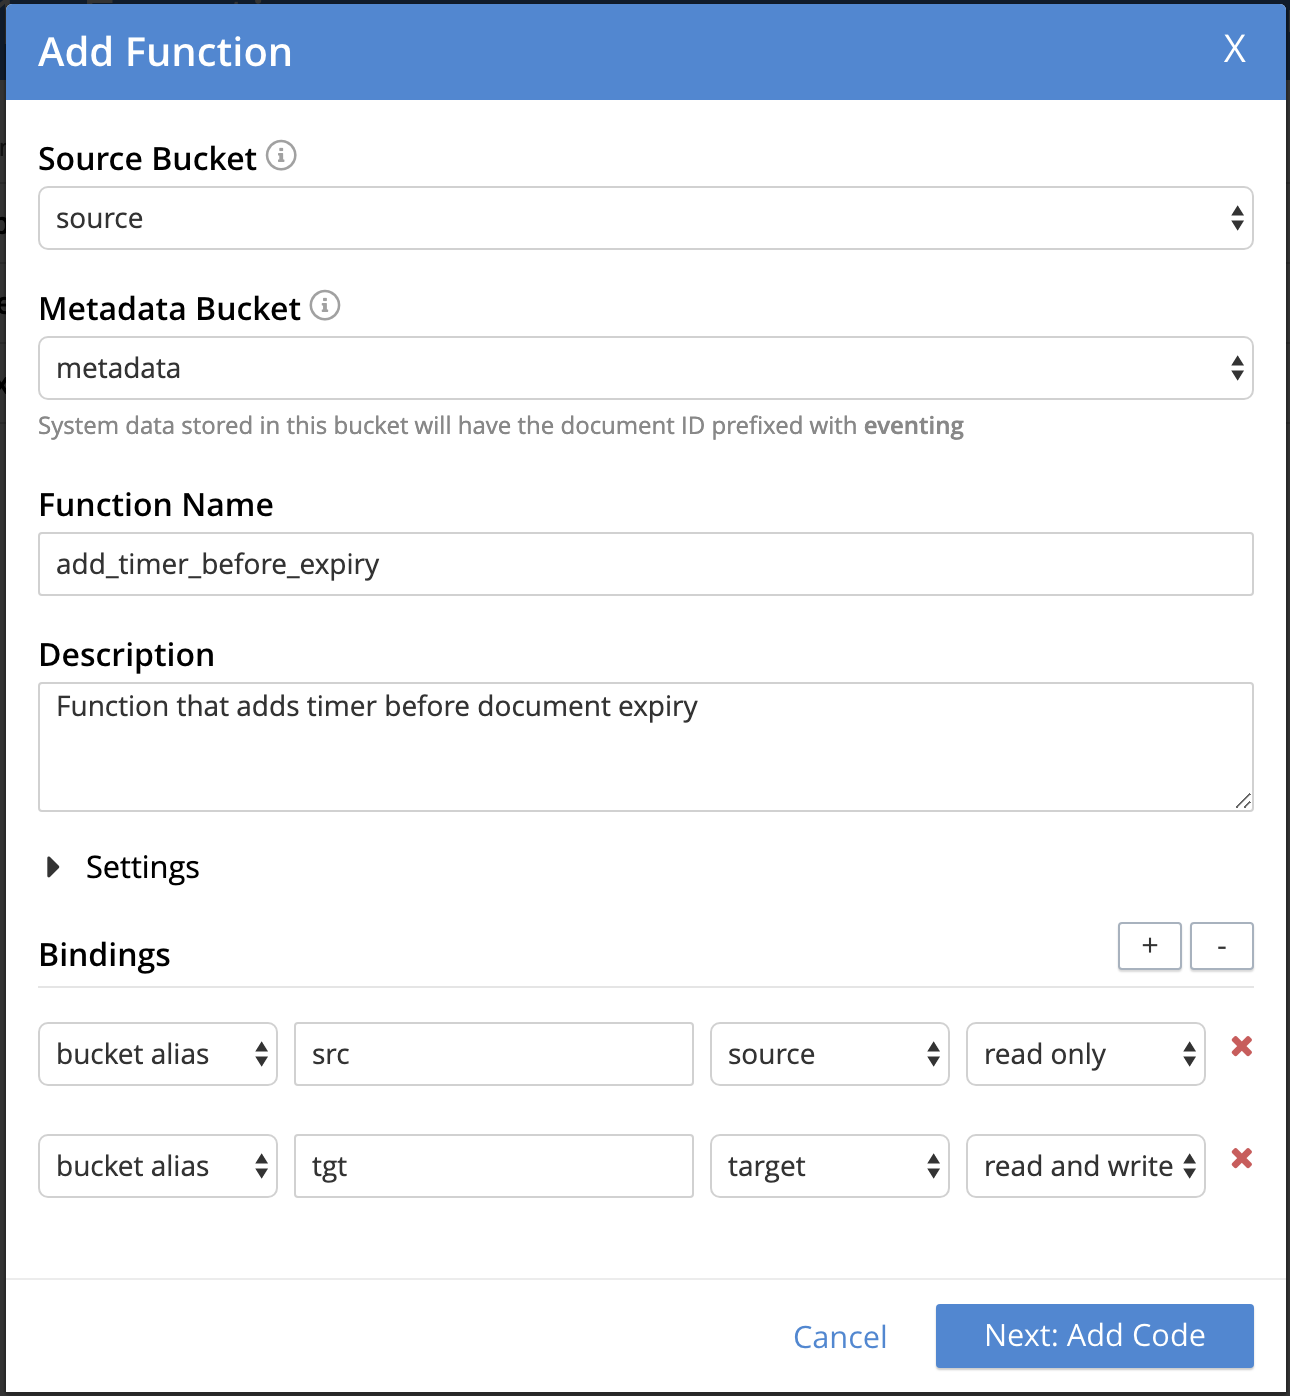 Add Function X
Source Bucket
source
Metadata Bucket
metadata
System data stored in this bucket will have the document ID prefixed with eventing
Function Name
add_timer_before_expiry
Description
Function that adds timer before document expiry
Settings
Bindings + -
bucket alias src source read only
bucket alias tgt target read and write
Cancel Next: Add Code